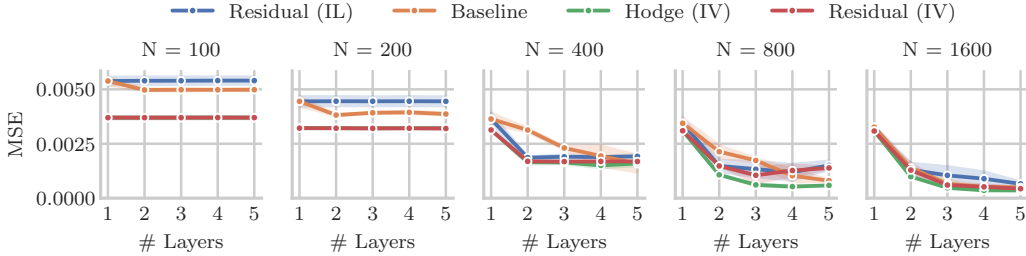 Residual (IL) Baseline Hodge (IV) Residual (IV)
N = 100 N = 200 N = 400 N = 800 N = 1600
MSE
0.0050
0.0025
0.0000
1 2 3 4 5 1 2 3 4 5 1 2 3 4 5 1 2 3 4 5 1 2 3 4 5
# Layers # Layers # Layers # Layers # Layers